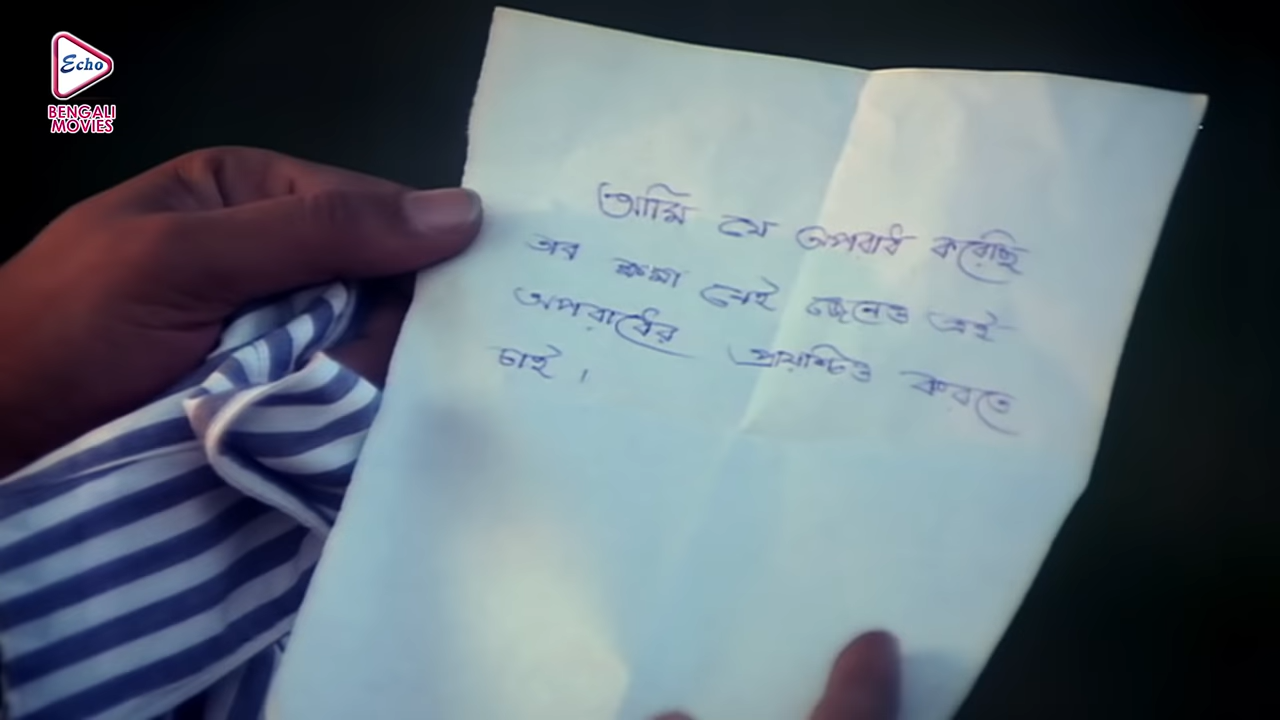 Echo
BENGALI
MOVIES
আমি যে অপরাধ করেছি
তার ক্ষমা নেই জেনেও এই
অপরাধের প্রায়শ্চিত্ত করতে
চাই।